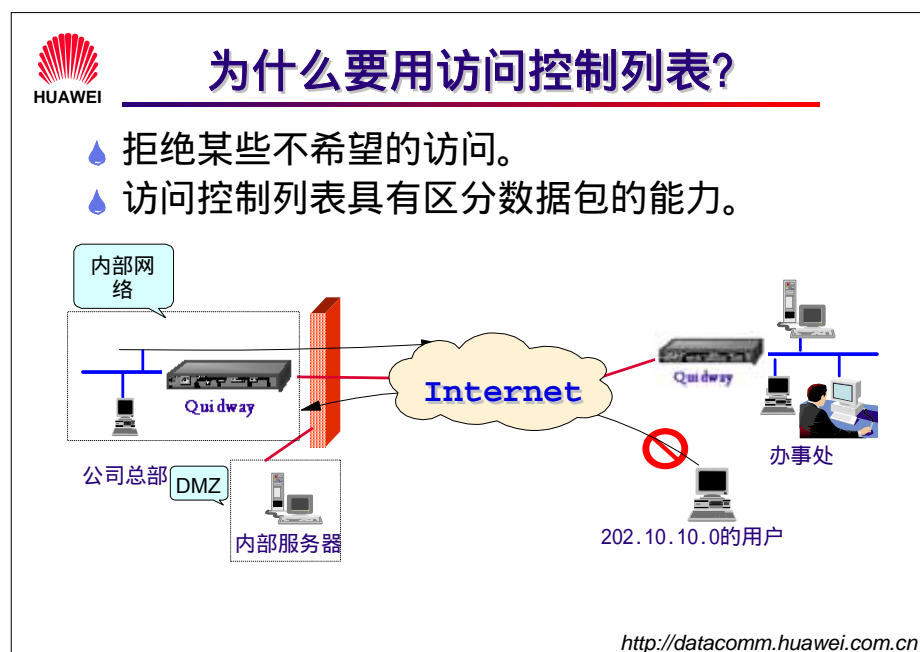 HUAWEI
为什么要用访问控制列表?
拒绝某些不希望的访问。
访问控制列表具有区分数据包的能力。
内部网
络
Quidway
Internet
Quidway
公司总部
DMZ
内部服务器
办事处
202.10.10.0的用户
http://datacomm.huawei.com.cn